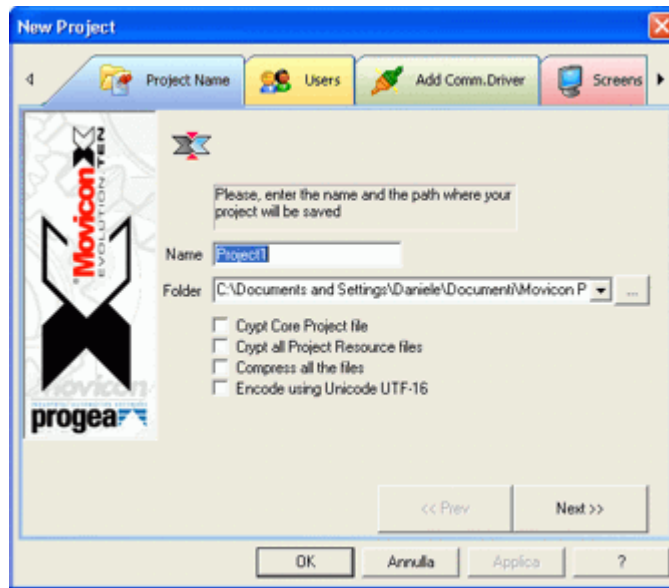 New Project
Project Name
Users
Add Comm.Driver
Screens
Movicon X
EVOLUTION TEN
Please, enter the name and the path where your
project will be saved
Name Project1
Folder C:\Documents and Settings\Daniele\Documenti\Movicon P
...
Crypt Core Project file
Crypt all Project Resource files
Compress all the files
Encode using Unicode UTF-16
movicon
progea
<< Prev
Next >>
OK
Annulla
Applica
?